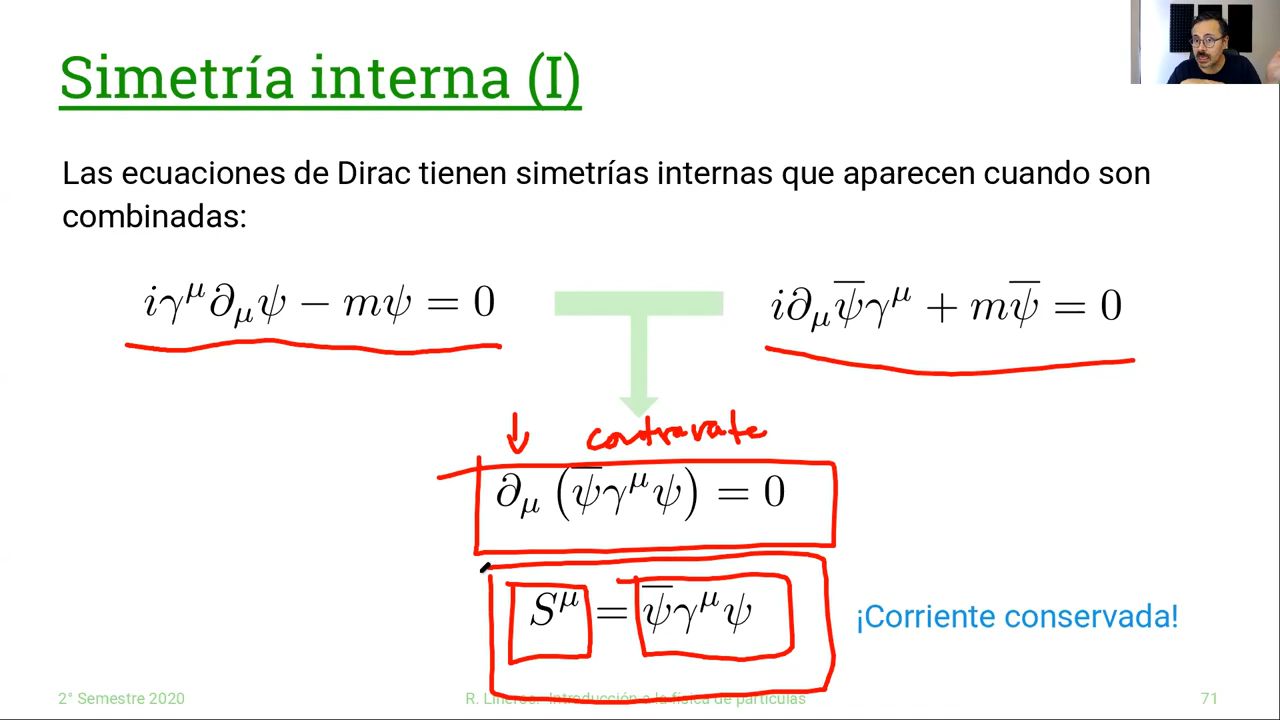 Simetría interna (I)
Las ecuaciones de Dirac tienen simetrías internas que aparecen cuando son
combinadas:
iγ^μ∂_μψ − mψ = 0
i∂_μψ̅γ^μ + mψ̅ = 0
∂_μ (ψ̅γ^μψ) = 0
S^μ = ψ̅γ^μψ
¡Corriente conservada!
2° Semestre 2020
R. Lineros. Introducción a la física de partículas
71